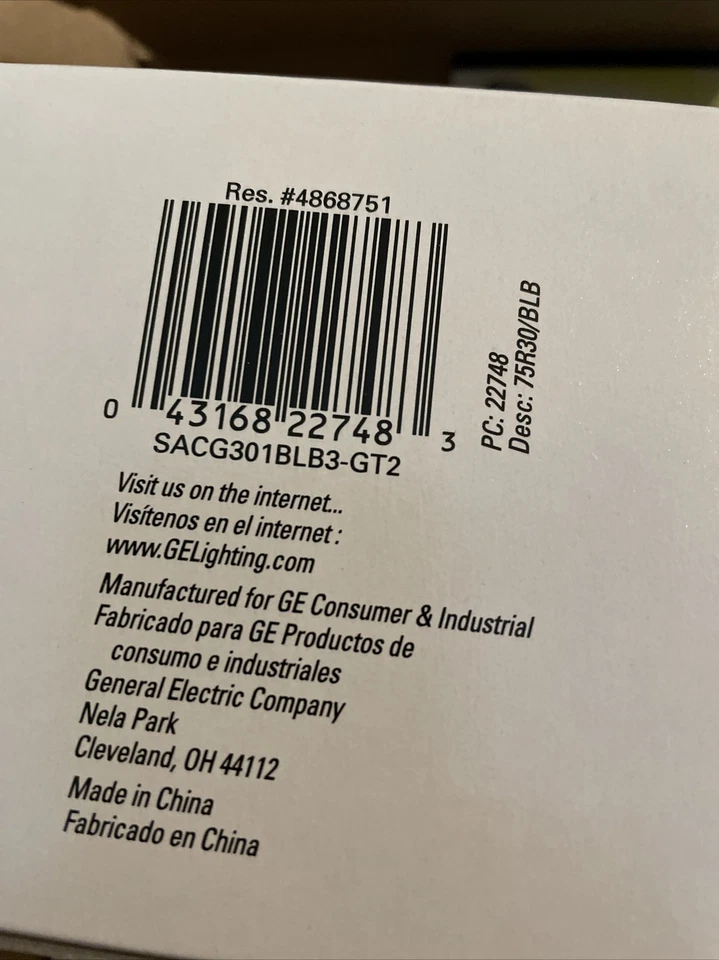 Res. #4868751
0 43168 22748 3
SACG301BLB3-GT2
PC: 22748
Desc: 75R30/BLB
Visit us on the internet...
Visítenos en el internet :
www.GELighting.com
Manufactured for GE Consumer & Industrial
Fabricado para GE Productos de
consumo e industriales
General Electric Company
Nela Park
Cleveland, OH 44112
Made in China
Fabricado en China